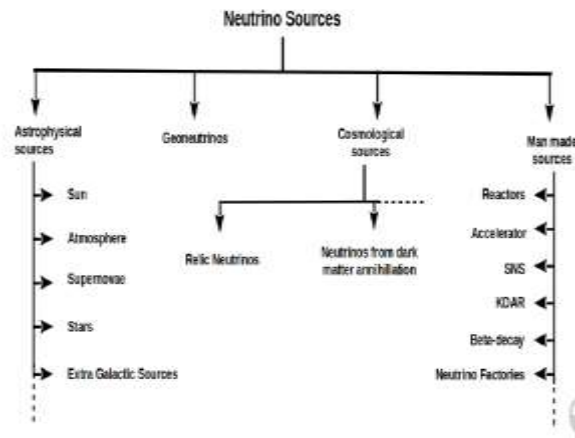 Neutrino Sources
Astrophysical
sources
Geoneutrinos
Cosmological
sources
Man made
sources
Sun
Atmosphere
Supernovae
Stars
Extra Galactic Sources
Relic Neutrinos
Neutrinos from dark
matter annihilation
Reactors
Accelerator
SNS
KDAR
Beta-decay
Neutrino Factories